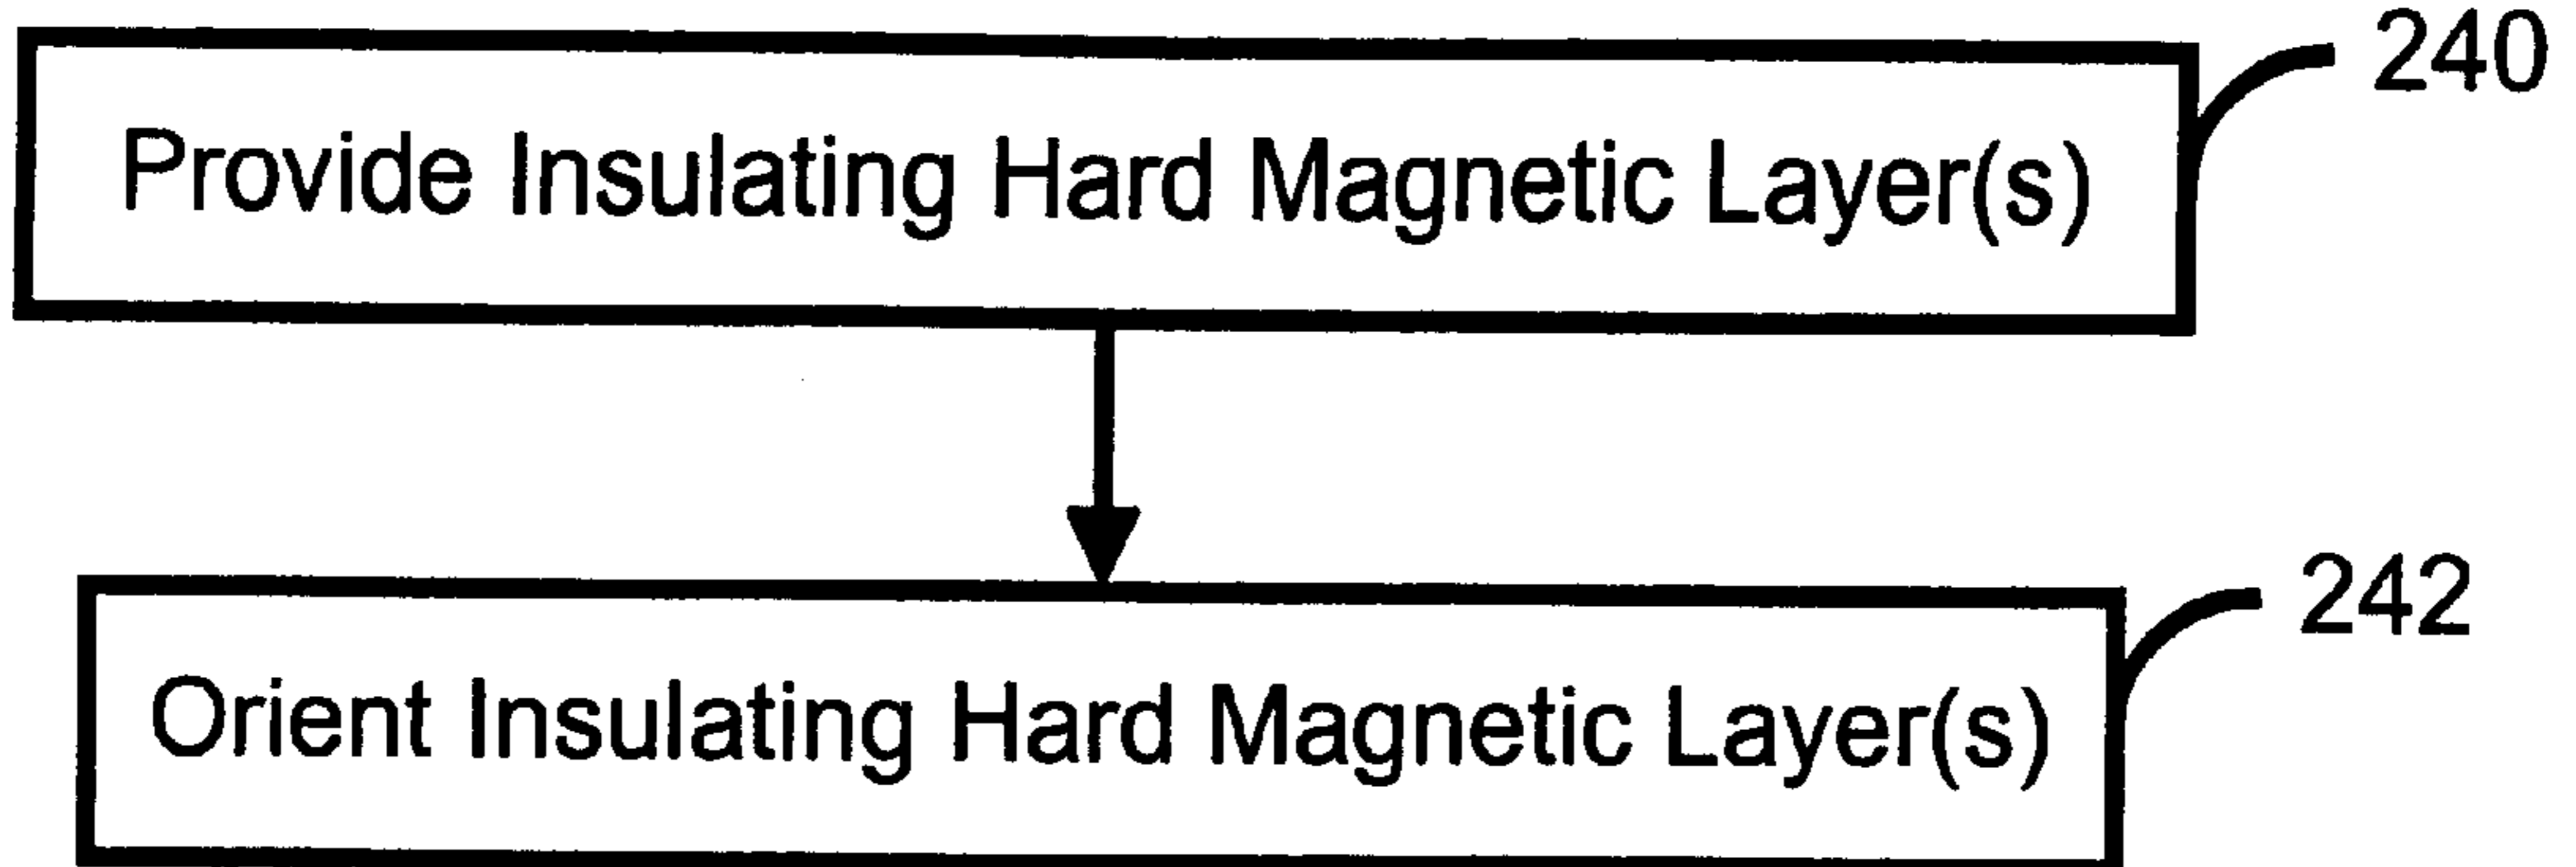 240
Provide Insulating Hard Magnetic Layer(s)
242
Orient Insulating Hard Magnetic Layer(s)